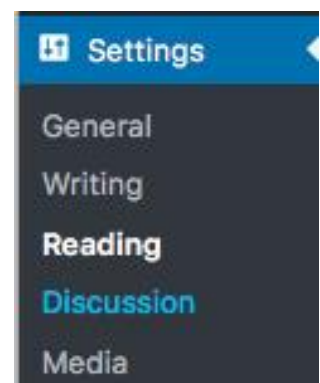 Settings
General
Writing
Reading
Discussion
Media